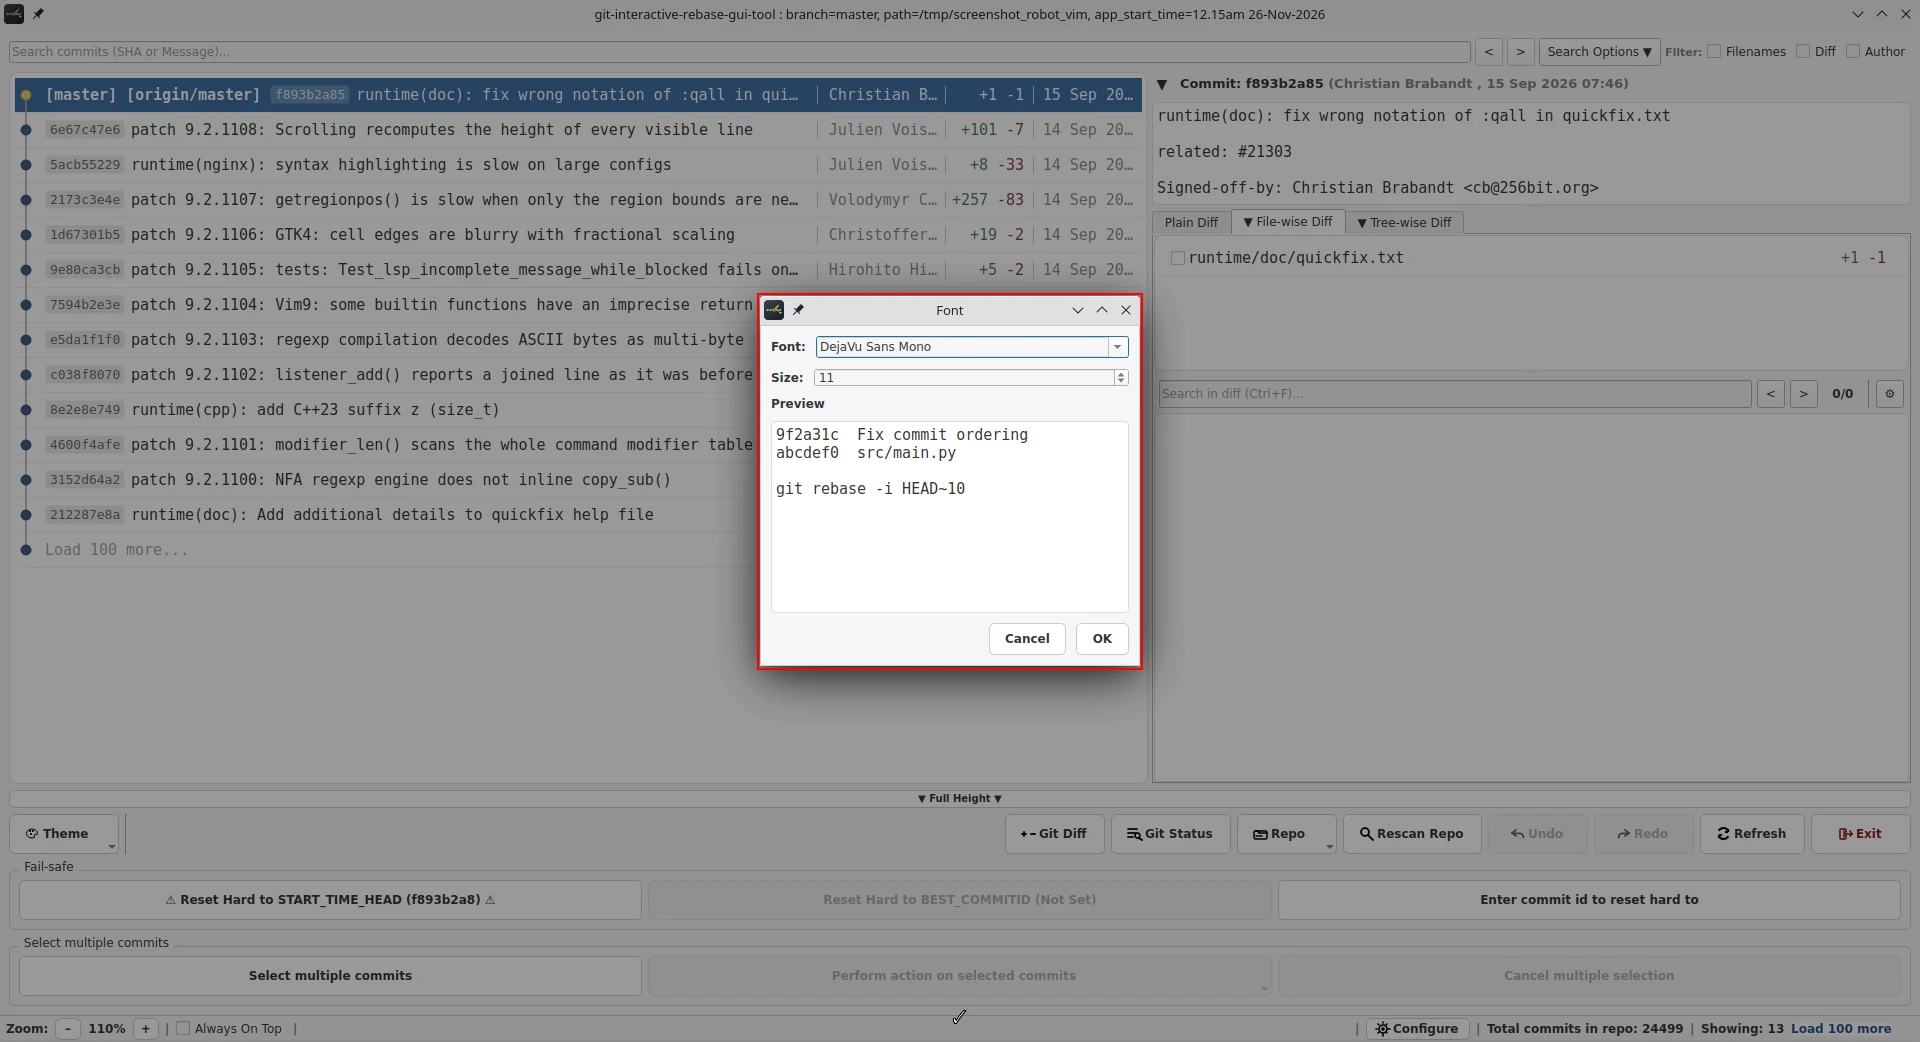 git-interactive-rebase-gui-tool : branch=master, path=/tmp/screenshot_robot_vim, app_start_time=12.15am 26-Nov-2026
Search commits (SHA or Message)...
< > Search Options ▼ Filter: Filenames Diff Author
[master] [origin/master] f893b2a85 runtime(doc): fix wrong notation of :qall in qui… Christian B… +1 -1 15 Sep 20…
6e67c47e6 patch 9.2.1108: Scrolling recomputes the height of every visible line Julien Vois… +101 -7 14 Sep 20…
5acb55229 runtime(nginx): syntax highlighting is slow on large configs Julien Vois… +8 -33 14 Sep 20…
2173c3e4e patch 9.2.1107: getregionpos() is slow when only the region bounds are ne… Volodymyr C… +257 -83 14 Sep 20…
1d67301b5 patch 9.2.1106: GTK4: cell edges are blurry with fractional scaling Christoffer… +19 -2 14 Sep 20…
9e80ca3cb patch 9.2.1105: tests: Test_lsp_incomplete_message_while_blocked fails on… Hirohito Hi… +5 -2 14 Sep 20…
7594b2e3e patch 9.2.1104: Vim9: some builtin functions have an imprecise return
e5da1f1f0 patch 9.2.1103: regexp compilation decodes ASCII bytes as multi-byte
c038f8070 patch 9.2.1102: listener_add() reports a joined line as it was before
8e2e8e749 runtime(cpp): add C++23 suffix z (size_t)
4600f4afe patch 9.2.1101: modifier_len() scans the whole command modifier table
3152d64a2 patch 9.2.1100: NFA regexp engine does not inline copy_sub()
212287e8a runtime(doc): Add additional details to quickfix help file
Load 100 more...
▼ Commit: f893b2a85 (Christian Brabandt , 15 Sep 2026 07:46)
runtime(doc): fix wrong notation of :qall in quickfix.txt
related: #21303
Signed-off-by: Christian Brabandt <cb@256bit.org>
Plain Diff ▼ File-wise Diff ▼ Tree-wise Diff
runtime/doc/quickfix.txt +1 -1
Search in diff (Ctrl+F)... < > 0/0
Font
Font: DejaVu Sans Mono
Size: 11
Preview
9f2a31c  Fix commit ordering
abcdef0  src/main.py
git rebase -i HEAD~10
Cancel OK
▼ Full Height ▼
Theme
+- Git Diff Git Status Repo Rescan Repo Undo Redo Refresh Exit
Fail-safe
⚠ Reset Hard to START_TIME_HEAD (f893b2a8) ⚠ Reset Hard to BEST_COMMITID (Not Set) Enter commit id to reset hard to
Select multiple commits
Select multiple commits Perform action on selected commits Cancel multiple selection
Zoom: - 110% + | Always On Top |
| Configure | Total commits in repo: 24499 | Showing: 13 Load 100 more